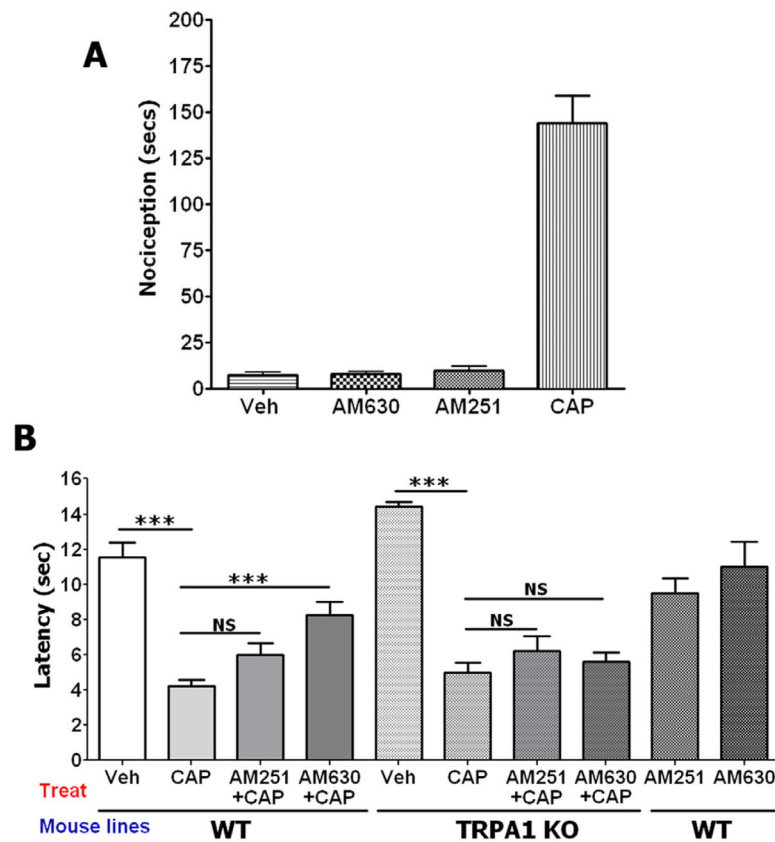 A
Nociception (secs)
200
175
150
125
100
75
50
25
0
Veh AM630 AM251 CAP
B
Latency (sec)
16
14
12
10
8
6
4
2
0
***
***
NS
***
NS
NS
Veh CAP AM251 AM630 Veh CAP AM251 AM630 AM251 AM630
+CAP +CAP +CAP +CAP
Treat
Mouse lines WT TRPA1 KO WT